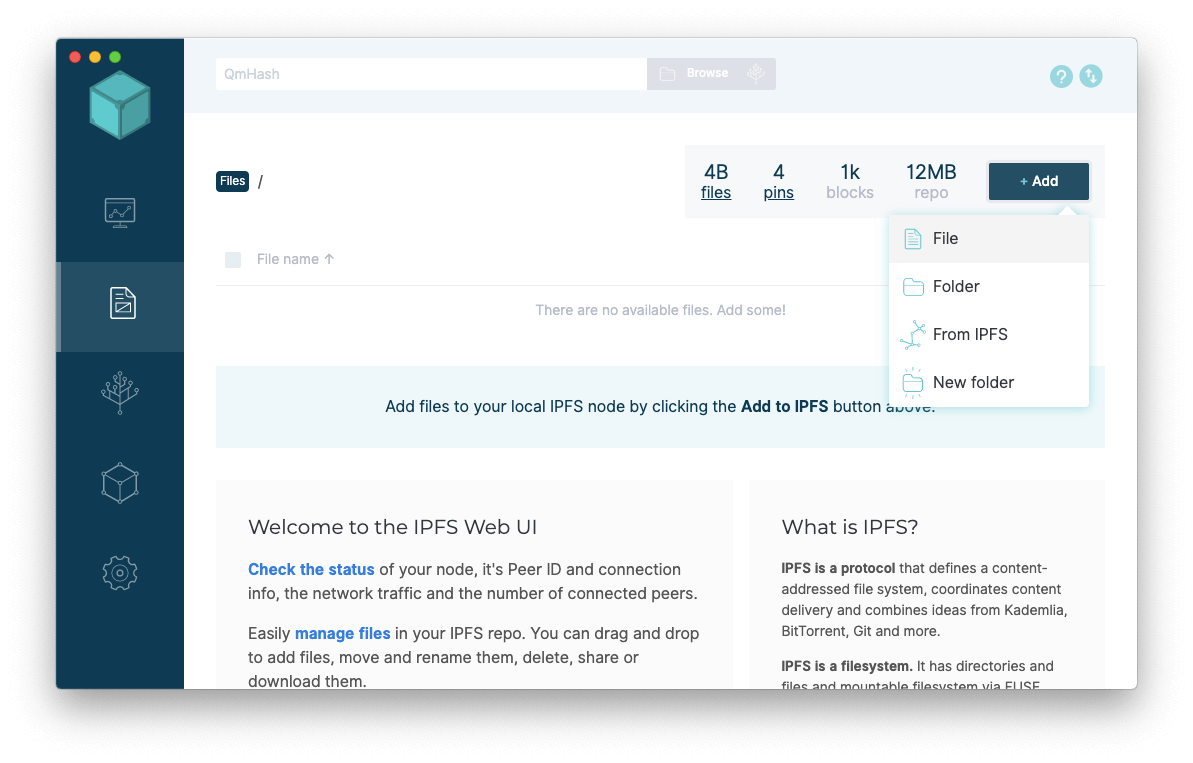 QmHash
Browse
?
Files /
4B
files
4
pins
1k
blocks
12MB
repo
+ Add
File
Folder
From IPFS
New folder
File name ↑
There are no available files. Add some!
Add files to your local IPFS node by clicking the Add to IPFS button above.
Welcome to the IPFS Web UI
Check the status of your node, it's Peer ID and connection
info, the network traffic and the number of connected peers.
Easily manage files in your IPFS repo. You can drag and drop
to add files, move and rename them, delete, share or
download them.
What is IPFS?
IPFS is a protocol that defines a content-
addressed file system, coordinates content
delivery and combines ideas from Kademlia,
BitTorrent, Git and more.
IPFS is a filesystem. It has directories and
files and mountable filesystem via FUSE.